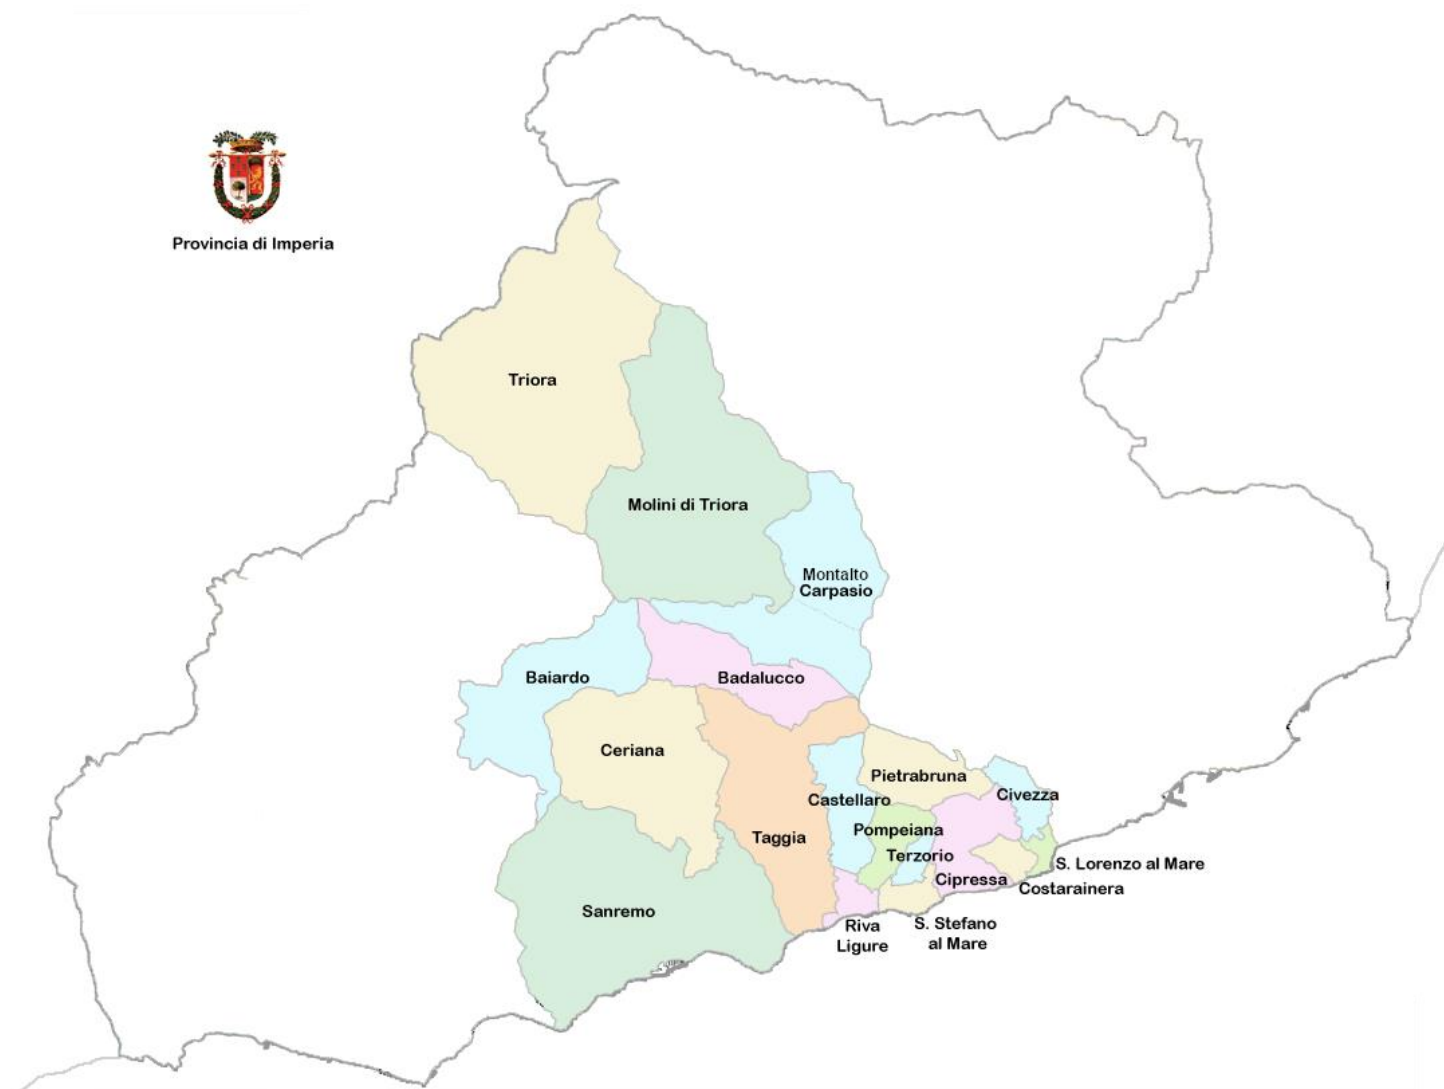 Provincia di Imperia
Triora
Molini di Triora
Montalto
Carpasio
Baiardo
Badalucco
Ceriana
Pietrabruna
Castellaro
Civezza
Pompeiana
Taggia
Terzorio
S. Lorenzo al Mare
Cipressa
Costarainera
Sanremo
Riva
Ligure
S. Stefano
al Mare